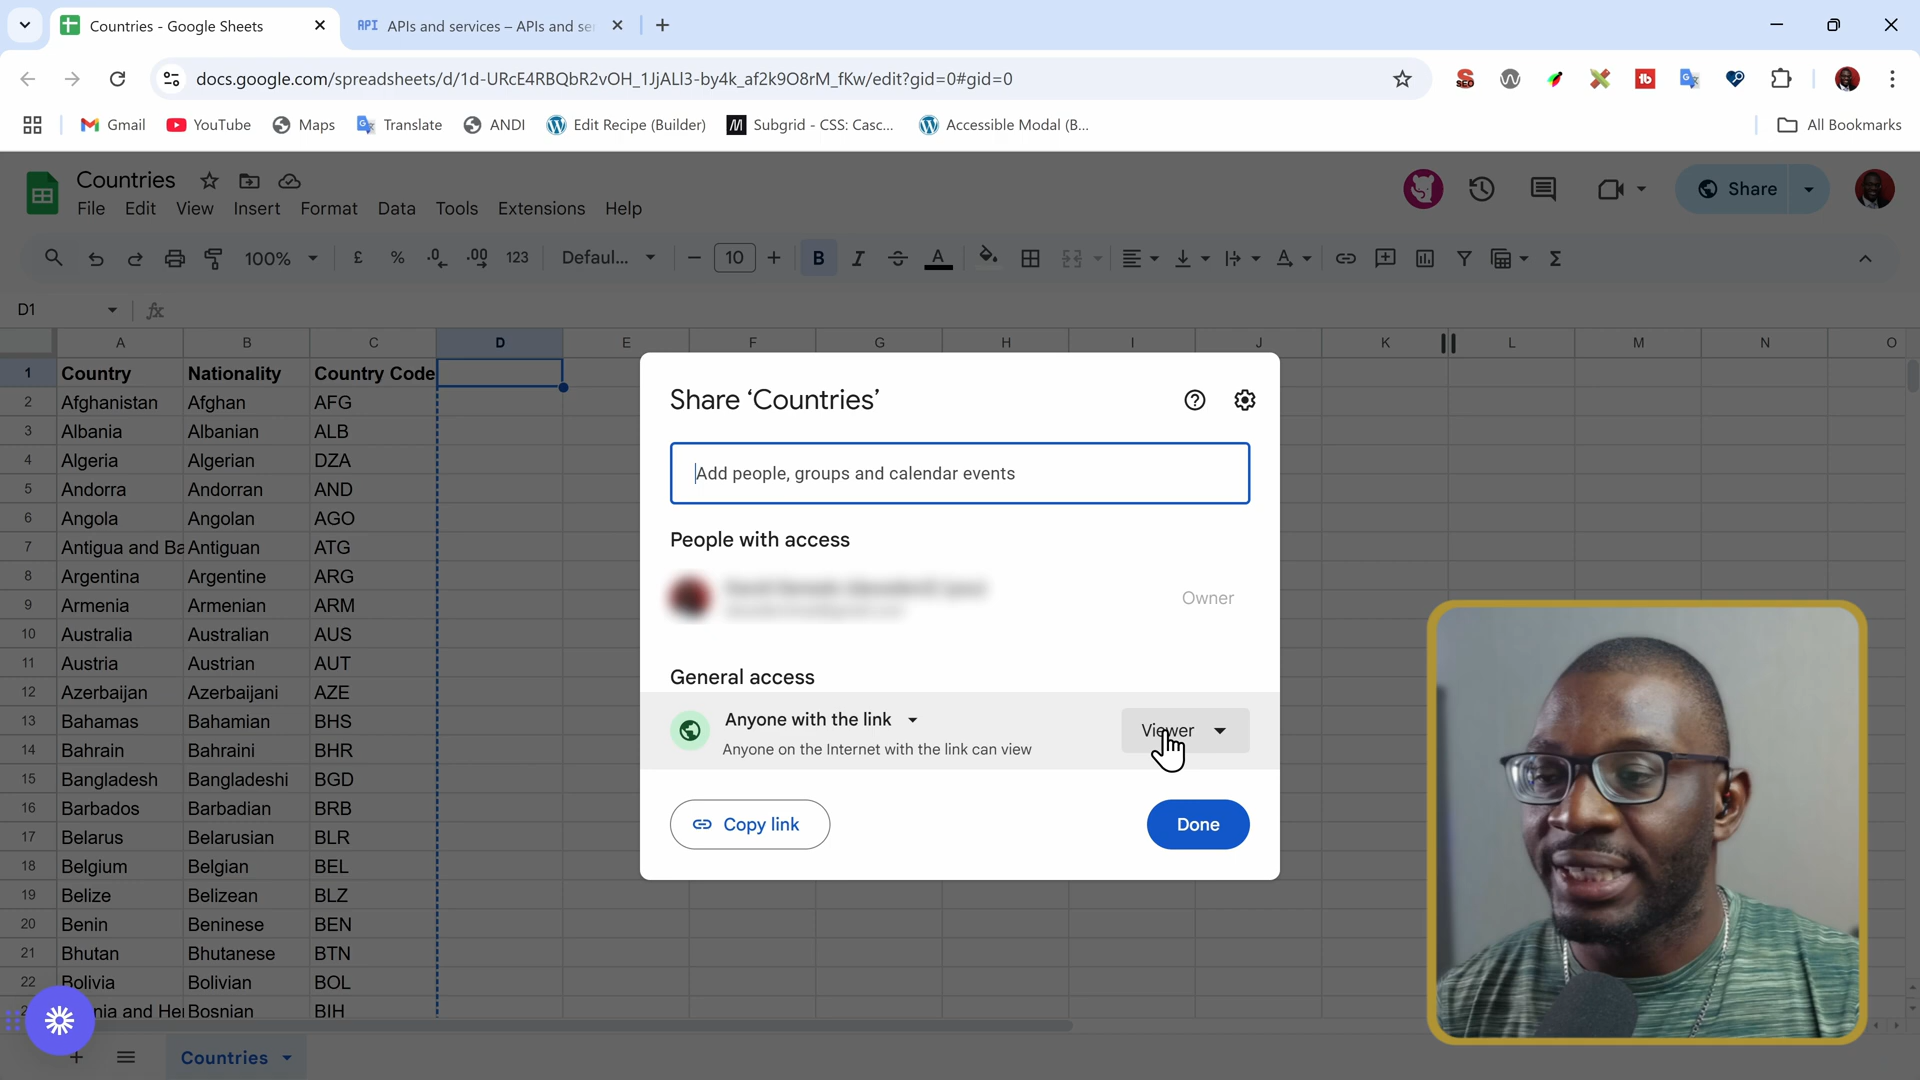 Countries - Google Sheets
API APIs and services – APIs and se
docs.google.com/spreadsheets/d/1d-URcE4RBQbR2vOH_1JjALl3-by4k_af2k9O8rM_fKw/edit?gid=0#gid=0
SEO
tb
Gmail YouTube Maps Translate ANDI Edit Recipe (Builder) Subgrid - CSS: Casc... Accessible Modal (B... All Bookmarks
Countries
Share
File Edit View Insert Format Data Tools Extensions Help
100% £ % .0 .00 123 Defaul... 10 B I A
D1 fx
A B C D E F G H I J K L M N O
1 Country Nationality Country Code
2 Afghanistan Afghan AFG
3 Albania Albanian ALB
4 Algeria Algerian DZA
5 Andorra Andorran AND
6 Angola Angolan AGO
7 Antigua and Ba Antiguan ATG
8 Argentina Argentine ARG
9 Armenia Armenian ARM
10 Australia Australian AUS
11 Austria Austrian AUT
12 Azerbaijan Azerbaijani AZE
13 Bahamas Bahamian BHS
14 Bahrain Bahraini BHR
15 Bangladesh Bangladeshi BGD
16 Barbados Barbadian BRB
17 Belarus Belarusian BLR
18 Belgium Belgian BEL
19 Belize Belizean BLZ
20 Benin Beninese BEN
21 Bhutan Bhutanese BTN
22 Bolivia Bolivian BOL
nia and Her Bosnian BIH
Countries
Share ‘Countries’
Add people, groups and calendar events
People with access
Owner
General access
Anyone with the link
Viewer
Anyone on the Internet with the link can view
Copy link
Done